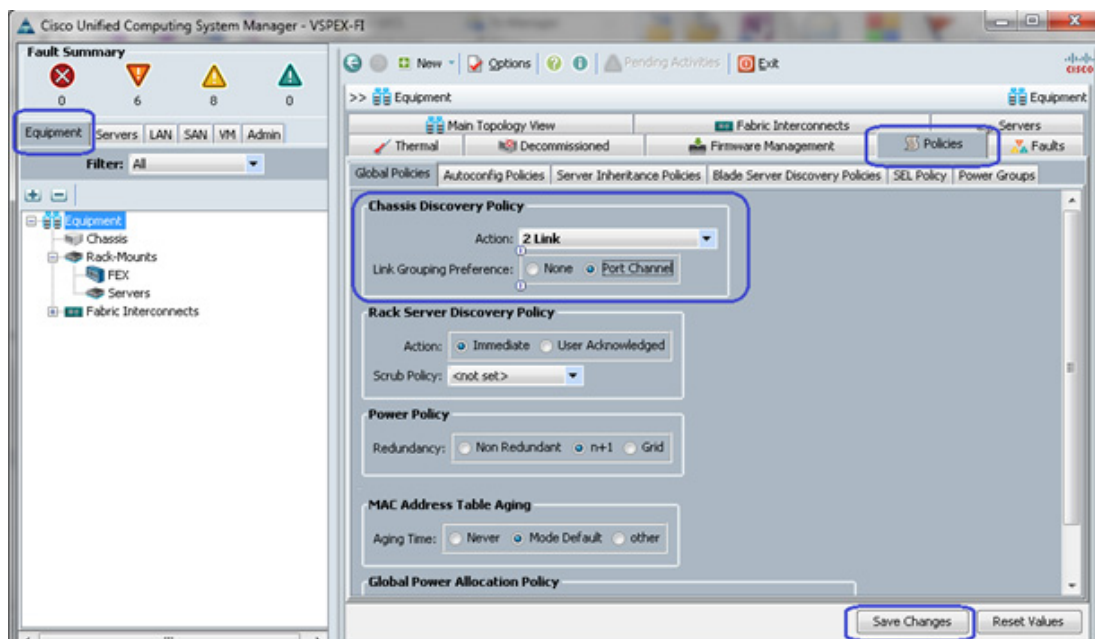 Cisco Unified Computing System Manager - VSPEX-FI
Fault Summary
0 6 8 0
Equipment Servers LAN SAN VM Admin
Filter: All
Equipment
Chassis
Rack-Mounts
FEX
Servers
Fabric Interconnects
New Options Pending Activities Exit
cisco
>> Equipment Equipment
Main Topology View Fabric Interconnects Servers
Thermal Decommissioned Firmware Management Policies Faults
Global Policies Autoconfig Policies Server Inheritance Policies Blade Server Discovery Policies SEL Policy Power Groups
Chassis Discovery Policy
Action: 2 Link
Link Grouping Preference: None Port Channel
Rack Server Discovery Policy
Action: Immediate User Acknowledged
Scrub Policy: <not set>
Power Policy
Redundancy: Non Redundant n+1 Grid
MAC Address Table Aging
Aging Time: Never Mode Default other
Global Power Allocation Policy
Save Changes Reset Values